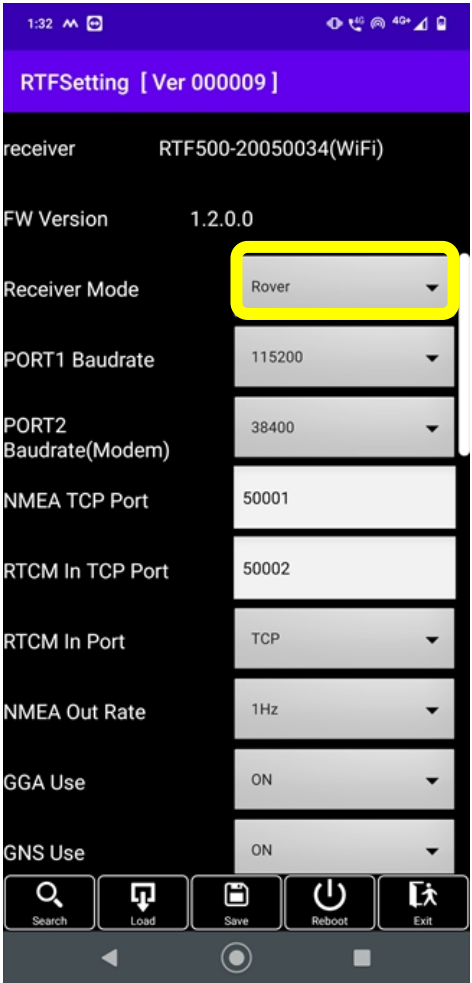 1:32 4G 4G+
RTFSetting [ Ver 000009 ]
receiver RTF500-20050034(WiFi)
FW Version 1.2.0.0
Receiver Mode Rover
PORT1 Baudrate 115200
PORT2
Baudrate(Modem) 38400
NMEA TCP Port 50001
RTCM In TCP Port 50002
RTCM In Port TCP
NMEA Out Rate 1Hz
GGA Use ON
GNS Use ON
Search Load Save Reboot Exit